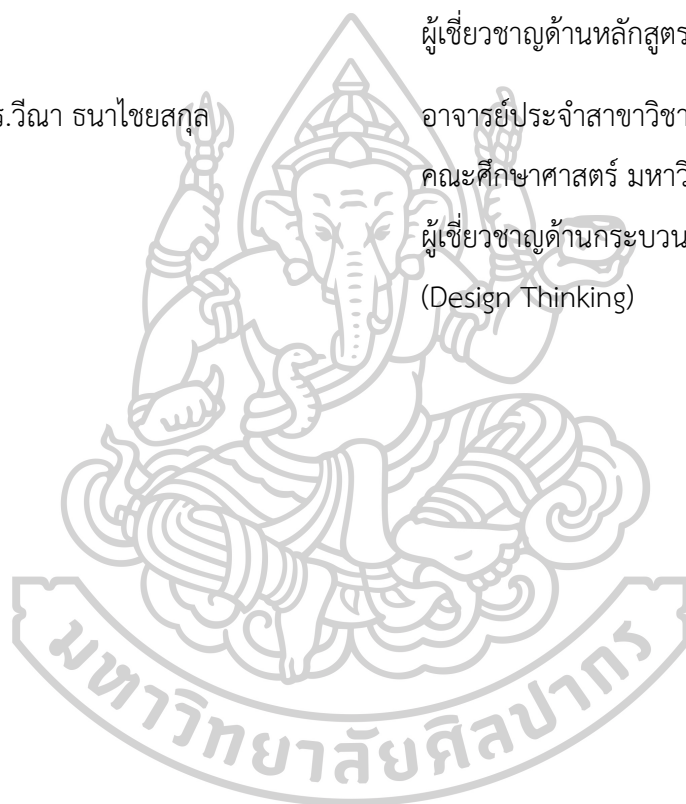 ผู้เชี่ยวชาญด้านหลักสูตร
ร.วีณา ธนาไชยสกุล
อาจารย์ประจำสาขาวิชา
คณะศึกษาศาสตร์ มหาวิ
ผู้เชี่ยวชาญด้านกระบวน
(Design Thinking)
มหาวิทยาลัยศิลปากร